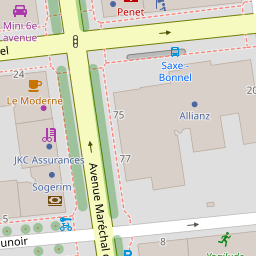 Mini.6e-
Lavenue
Penet
el
Saxe -
Bonnel
24
20
Le Moderne
75
Allianz
JKC Assurances
77
Sogerim
Avenue Maréchal
5
unoir
8
P